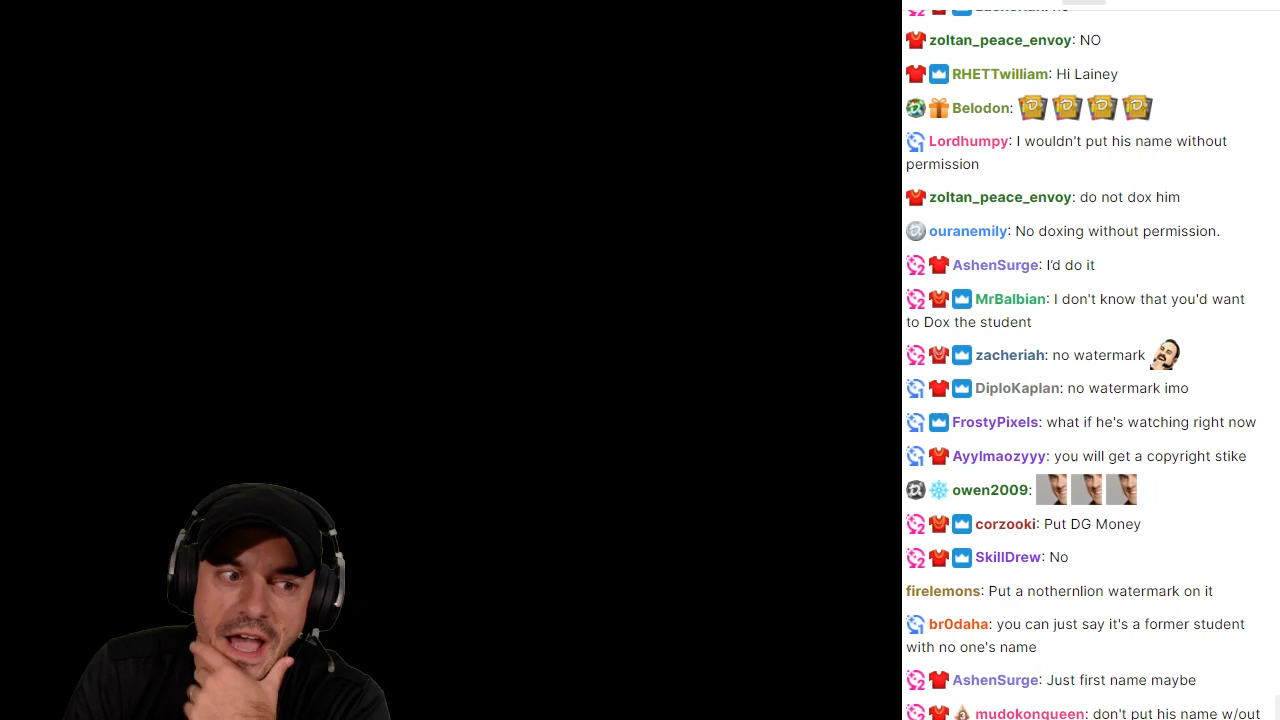 zoltan_peace_envoy: NO
RHETTwilliam: Hi Lainey
Belodon:
Lordhumpy: I wouldn't put his name without
permission
zoltan_peace_envoy: do not dox him
ouranemily: No doxing without permission.
AshenSurge: I'd do it
MrBalbian: I don't know that you'd want
to Dox the student
zacheriah: no watermark
DiploKaplan: no watermark imo
FrostyPixels: what if he's watching right now
Ayylmaozyyy: you will get a copyright stike
owen2009:
corzooki: Put DG Money
SkillDrew: No
firelemons: Put a nothernlion watermark on it
br0daha: you can just say it's a former student
with no one's name
AshenSurge: Just first name maybe
mudokonqueen: don't put his name w/out